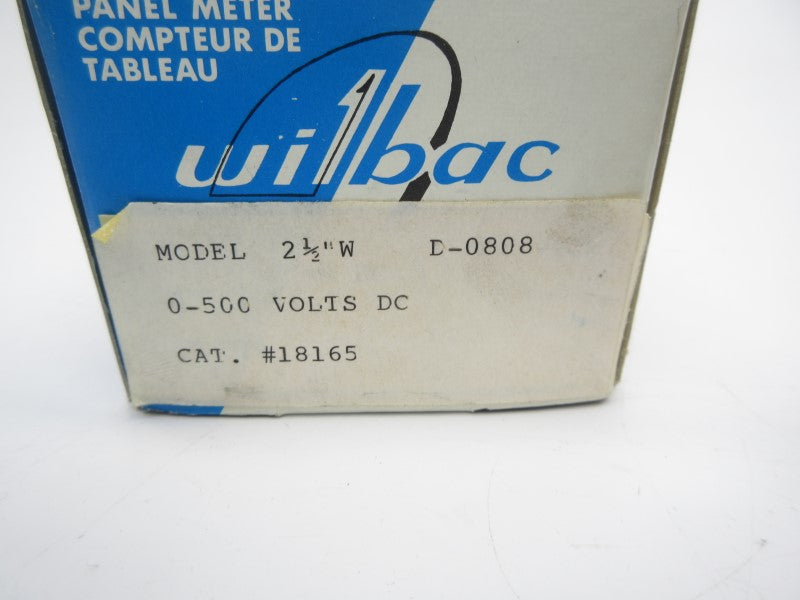 PANEL METER
COMPTEUR DE
TABLEAU
wilbac
MODEL 2½"W D-0808
0-500 VOLTS DC
CAT. #18165